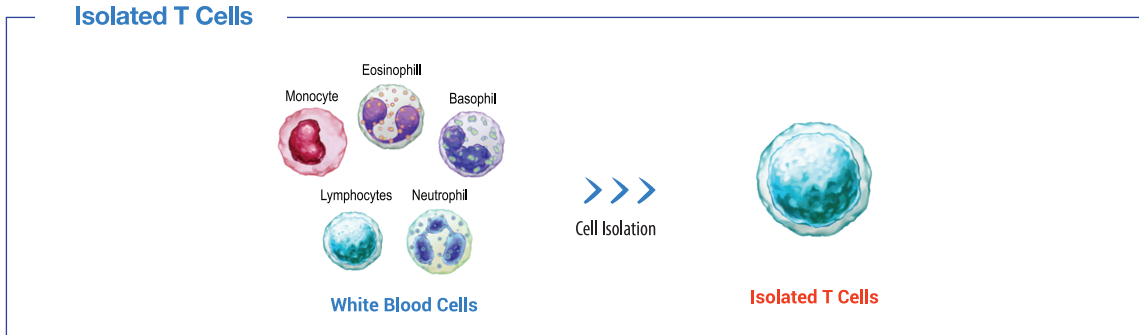 Isolated T Cells
Eosinophill
Monocyte
Basophil
Lymphocytes
Neutrophil
Cell Isolation
White Blood Cells
Isolated T Cells